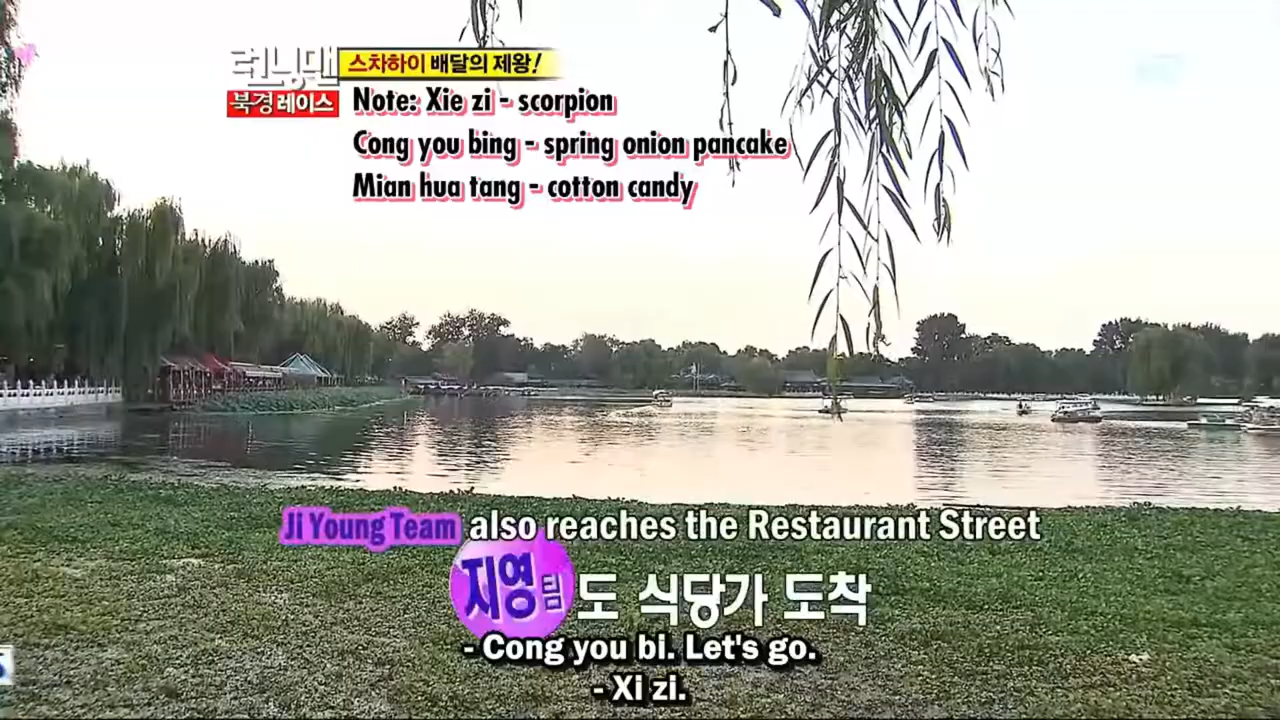 런닝맨
스차하이 배달의 제왕!
북경 레이스
Note: Xie zi - scorpion
Cong you bing - spring onion pancake
Mian hua tang - cotton candy
Ji Young Team also reaches the Restaurant Street
지영팀도 식당가 도착
- Cong you bi. Let's go.
- Xi zi.